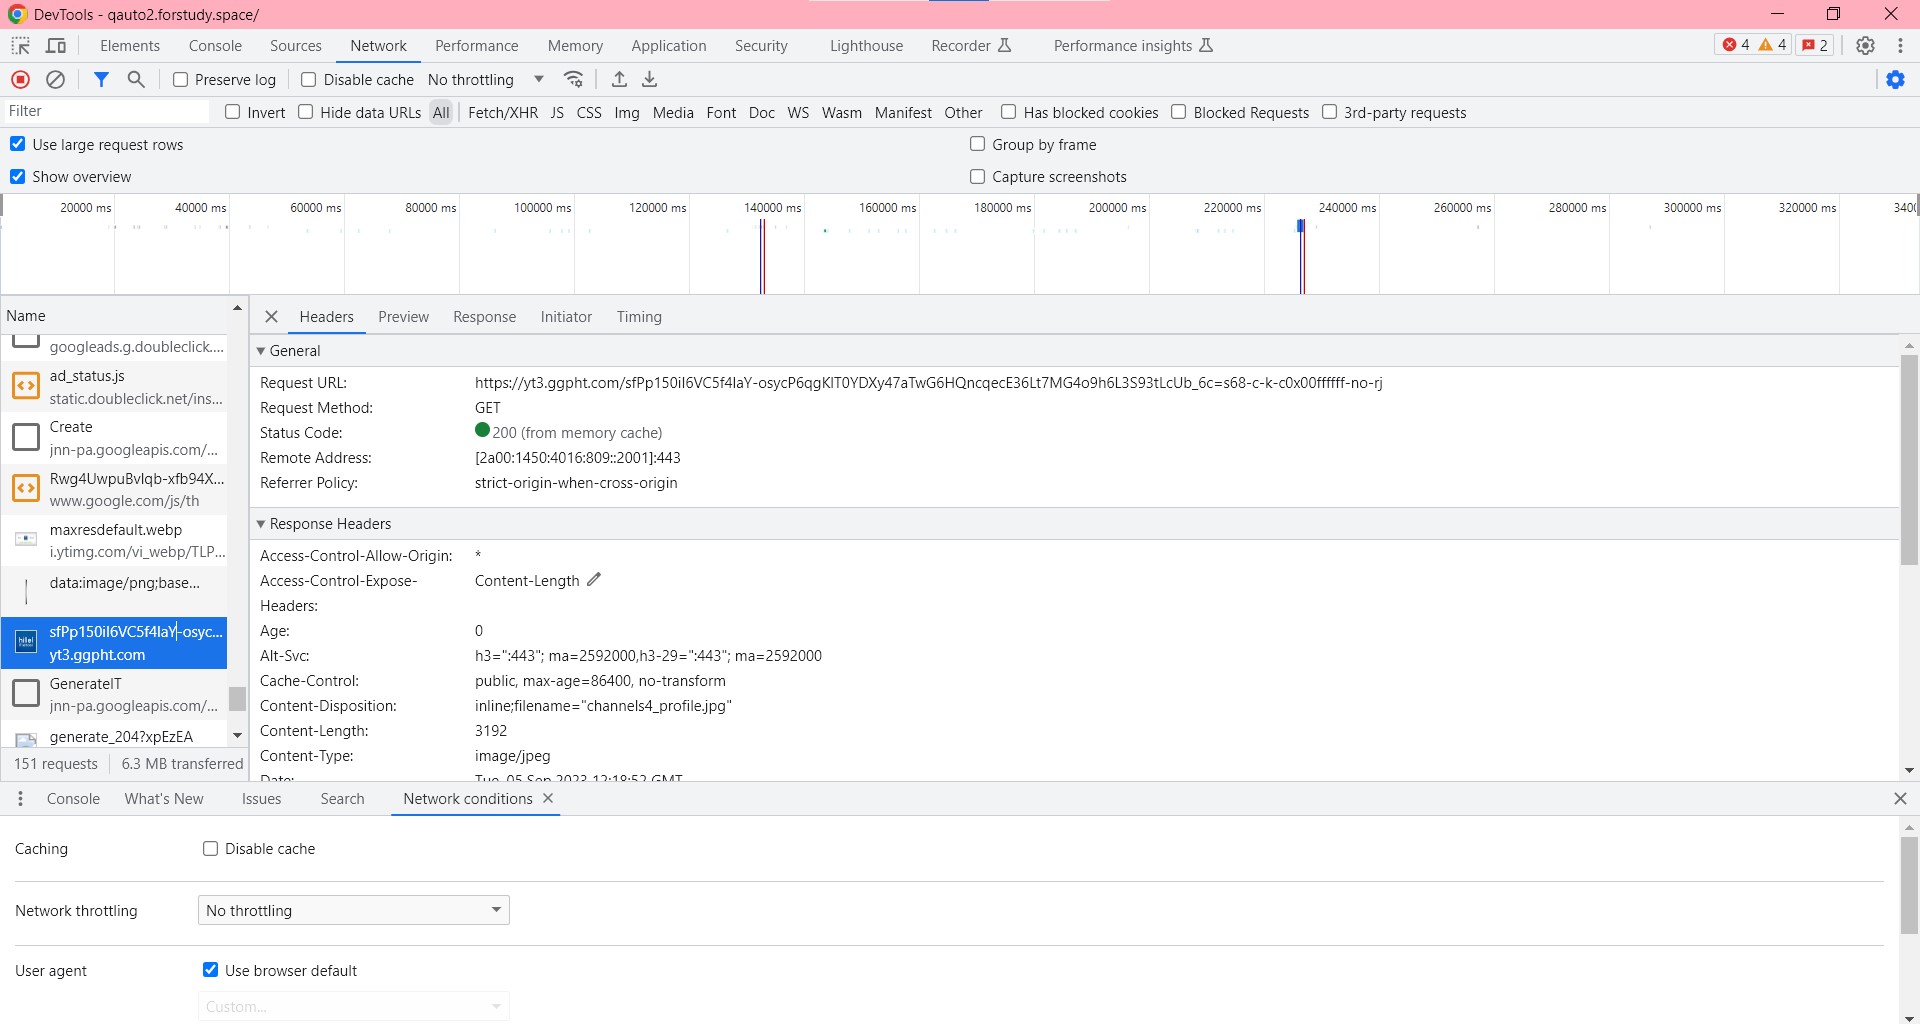 DevTools - qauto2.forstudy.space/
Elements Console Sources Network Performance Memory Application Security Lighthouse Recorder Performance insights 4 4 2
Preserve log Disable cache No throttling
Filter Invert Hide data URLs All Fetch/XHR JS CSS Img Media Font Doc WS Wasm Manifest Other Has blocked cookies Blocked Requests 3rd-party requests
Use large request rows Group by frame
Show overview Capture screenshots
20000 ms 40000 ms 60000 ms 80000 ms 100000 ms 120000 ms 140000 ms 160000 ms 180000 ms 200000 ms 220000 ms 240000 ms 260000 ms 280000 ms 300000 ms 320000 ms 340
Name
googleads.g.doubleclick....
ad_status.js
static.doubleclick.net/ins...
Create
jnn-pa.googleapis.com/...
Rwg4UwpuBvIqb-xfb94X...
www.google.com/js/th
maxresdefault.webp
i.ytimg.com/vi_webp/TLP...
data:image/png;base...
sfPp150iI6VC5f4IaY-osyc...
yt3.ggpht.com
GenerateIT
jnn-pa.googleapis.com/...
generate_204?xpEzEA
151 requests 6.3 MB transferred
Headers Preview Response Initiator Timing
General
Request URL: https://yt3.ggpht.com/sfPp150iI6VC5f4IaY-osycP6qgKIT0YDXy47aTwG6HQncqecE36Lt7MG4o9h6L3S93tLcUb_6c=s68-c-k-c0x00ffffff-no-rj
Request Method: GET
Status Code: 200 (from memory cache)
Remote Address: [2a00:1450:4016:809::2001]:443
Referrer Policy: strict-origin-when-cross-origin
Response Headers
Access-Control-Allow-Origin: *
Access-Control-Expose- Content-Length
Headers:
Age: 0
Alt-Svc: h3=":443"; ma=2592000,h3-29=":443"; ma=2592000
Cache-Control: public, max-age=86400, no-transform
Content-Disposition: inline;filename="channels4_profile.jpg"
Content-Length: 3192
Content-Type: image/jpeg
Date: Tue, 05 Sep 2023 12:18:52 GMT
Console What's New Issues Search Network conditions
Caching Disable cache
Network throttling No throttling
User agent Use browser default
Custom...